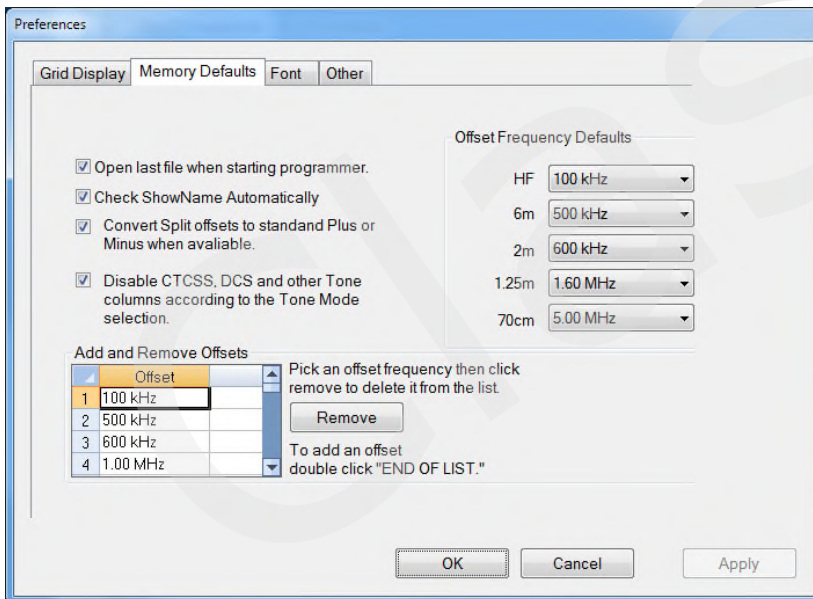 Preferences
Grid Display Memory Defaults Font Other
Open last file when starting programmer.
Check ShowName Automatically
Convert Split offsets to standand Plus or
Minus when avaliable.
Disable CTCSS, DCS and other Tone
columns according to the Tone Mode
selection.
Offset Frequency Defaults
HF 100 kHz
6m 500 kHz
2m 600 kHz
1.25m 1.60 MHz
70cm 5.00 MHz
Add and Remove Offsets
Offset
1 100 kHz
2 500 kHz
3 600 kHz
4 1.00 MHz
Pick an offset frequency then click
remove to delete it from the list.
Remove
To add an offset
double click "END OF LIST."
OK Cancel Apply